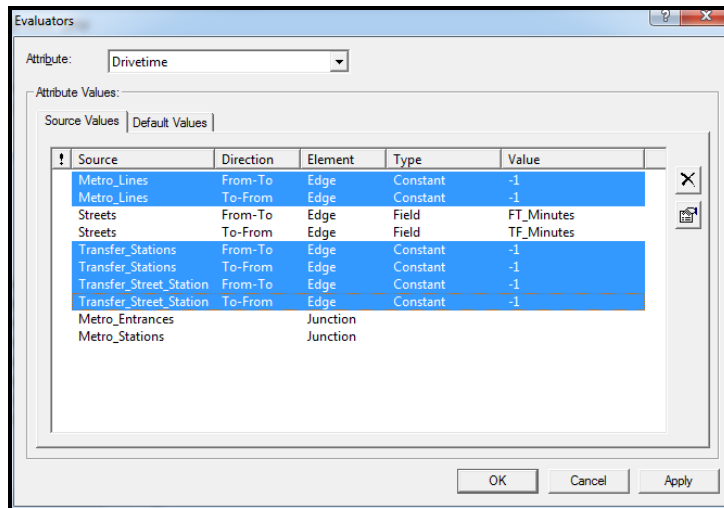 Evaluators
Attribute: Drivetime
Attribute Values:
Source Values Default Values
! Source Direction Element Type Value
Metro_Lines From-To Edge Constant -1
Metro_Lines To-From Edge Constant -1
Streets From-To Edge Field FT_Minutes
Streets To-From Edge Field TF_Minutes
Transfer_Stations From-To Edge Constant -1
Transfer_Stations To-From Edge Constant -1
Transfer_Street_Station From-To Edge Constant -1
Transfer_Street_Station To-From Edge Constant -1
Metro_Entrances Junction
Metro_Stations Junction
OK Cancel Apply